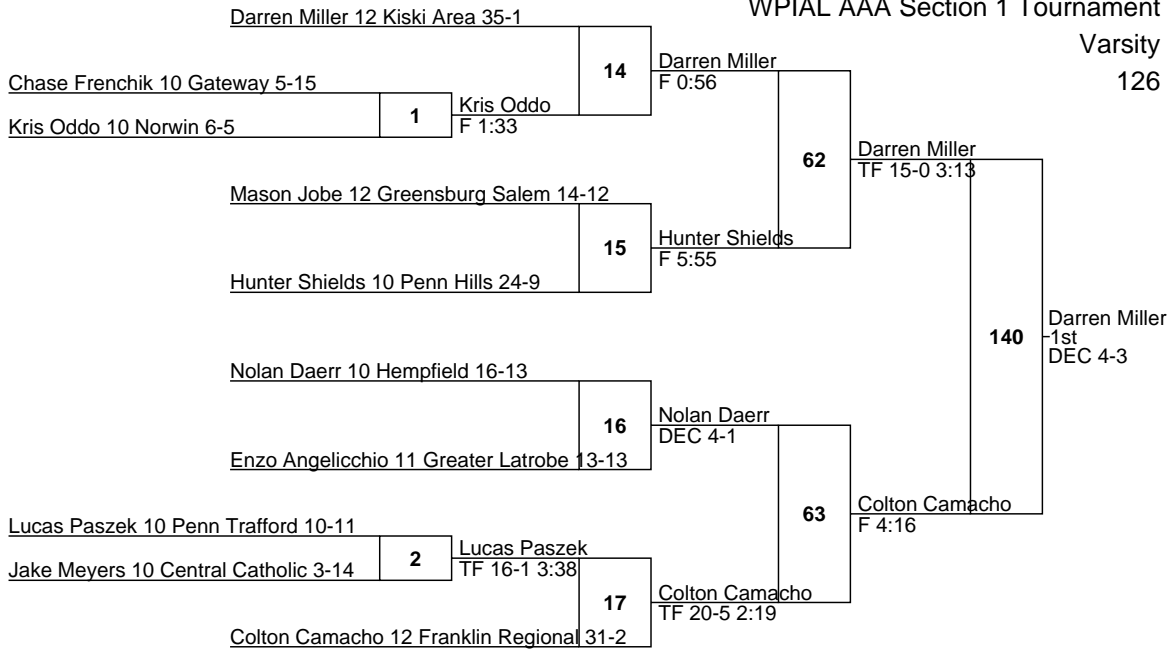 WPIAL AAA Section 1 Tournament
Varsity
126
Darren Miller 12 Kiski Area 35-1
14
Darren Miller
F 0:56
Chase Frenchik 10 Gateway 5-15
1
Kris Oddo
F 1:33
Kris Oddo 10 Norwin 6-5
62
Darren Miller
TF 15-0 3:13
Mason Jobe 12 Greensburg Salem 14-12
15
Hunter Shields
F 5:55
Hunter Shields 10 Penn Hills 24-9
140
Darren Miller
1st
DEC 4-3
Nolan Daerr 10 Hempfield 16-13
16
Nolan Daerr
DEC 4-1
Enzo Angelicchio 11 Greater Latrobe 13-13
63
Colton Camacho
F 4:16
Lucas Paszek 10 Penn Trafford 10-11
2
Lucas Paszek
TF 16-1 3:38
Jake Meyers 10 Central Catholic 3-14
17
Colton Camacho
TF 20-5 2:19
Colton Camacho 12 Franklin Regional 31-2